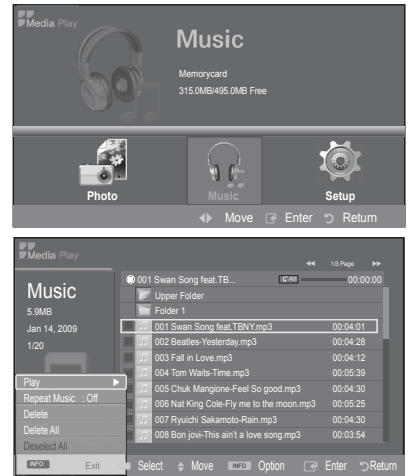 Media Play
Music
Memorycard
315.0MB/495.0MB Free
Photo Music Setup
Move Enter Return
Media Play
1/3 Page
Music
5.9MB
Jan 14, 2009
1/20
001 Swan Song feat.TB... All 00:00:00
Upper Folder
Folder 1
001 Swan Song feat.TBNY.mp3 00:04:01
002 Beatles-Yesterday.mp3 00:04:28
003 Fall in Love.mp3 00:04:12
004 Tom Waits-Time.mp3 00:05:39
005 Chuk Mangione-Feel So good.mp3 00:04:30
006 Nat King Cole-Fly me to the moon.mp3 00:05:25
007 Ryuichi Sakamoto-Rain.mp3 00:04:30
008 Bon jovi-This ain't a love song.mp3 00:03:54
Play
Repeat Music : Off
Delete
Delete All
Deselect All
INFO Exit
Select Move INFO Option Enter Return